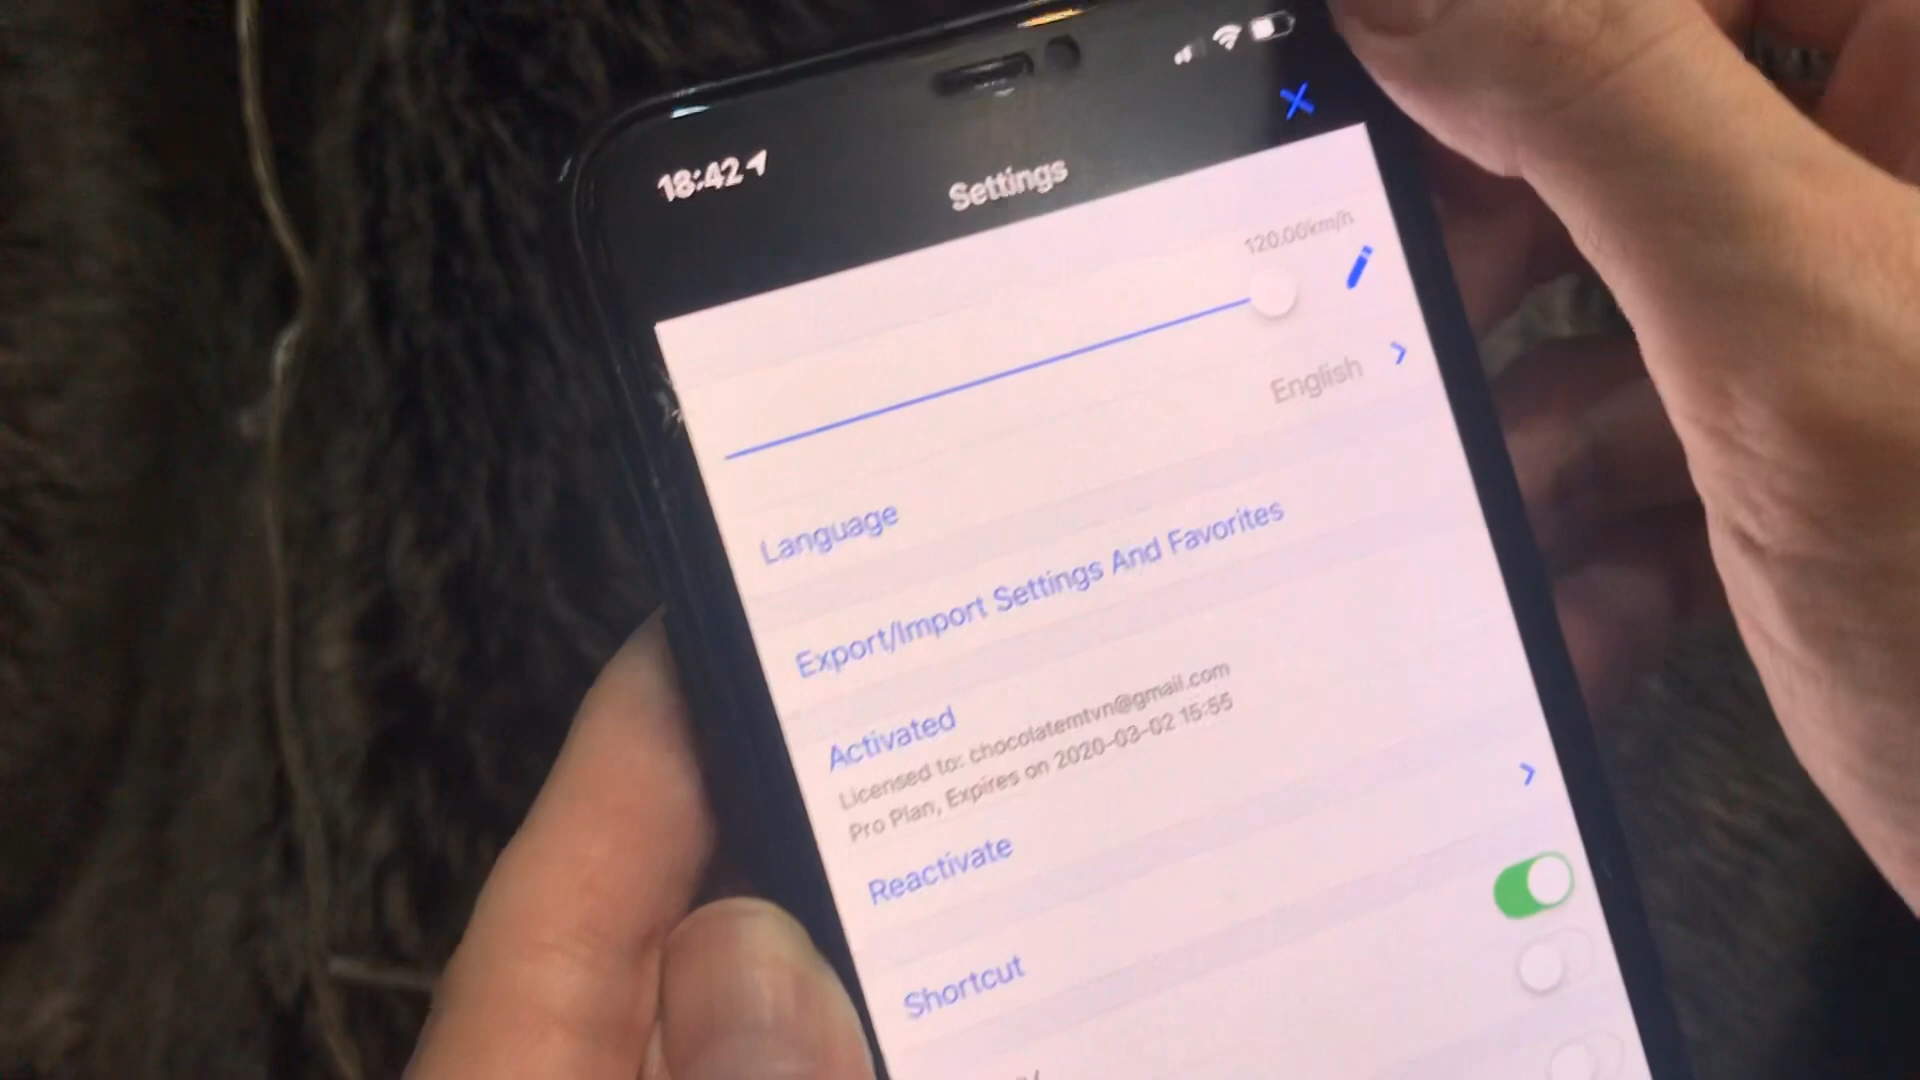 18:42
Settings
120.00km/h
English
Language
Export/Import Settings And Favorites
Activated
Licensed to: chocolatemtvn@gmail.com
Pro Plan, Expires on 2020-03-02 15:55
Reactivate
Shortcut